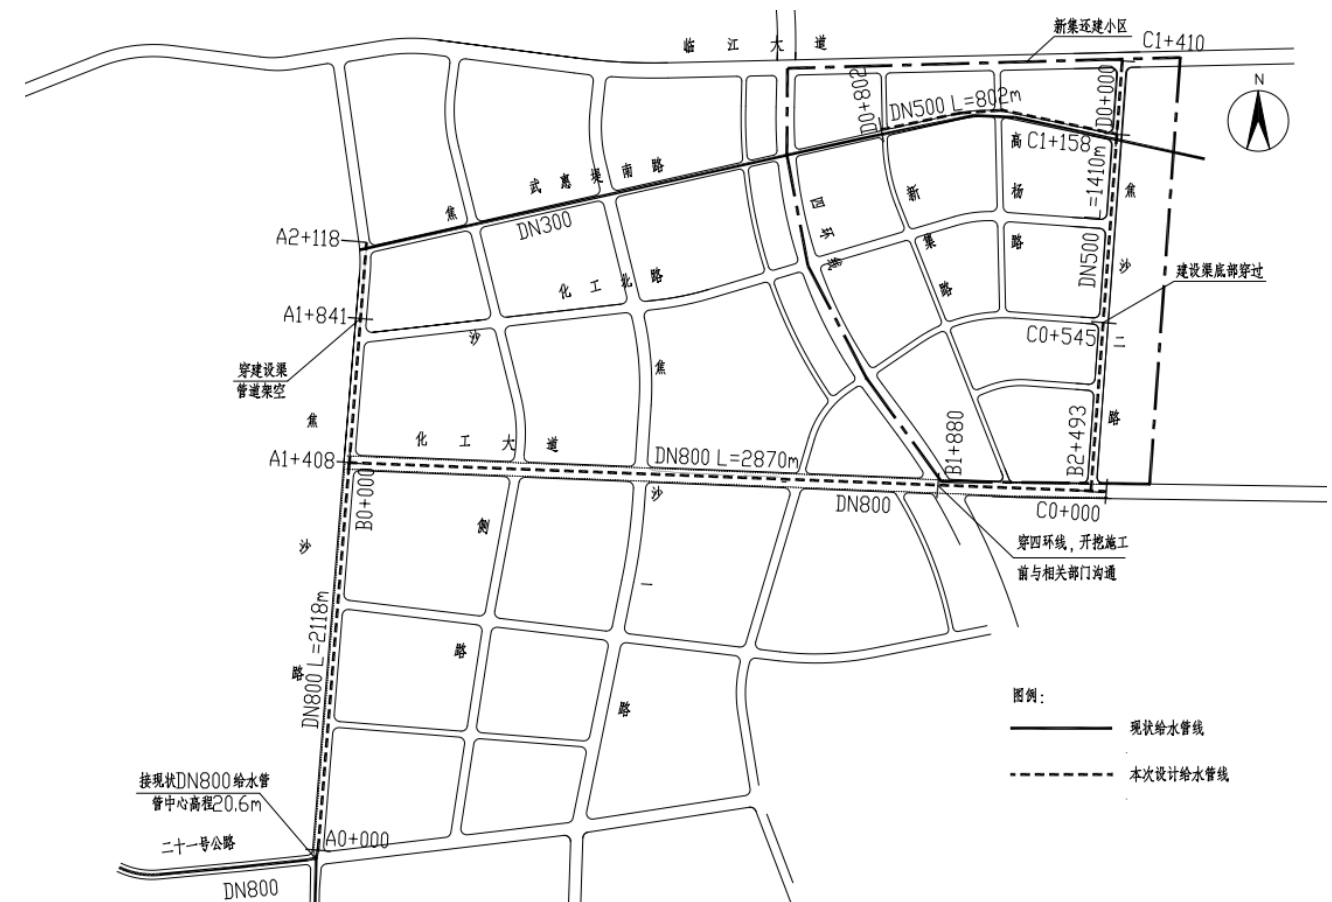 新集还建小区
C1+410
临江大道
N
D0+802
DN500 L=802m
D0+000
C1+158
高杨路
L=1410m
DN500
焦沙二路
武惠堤南路
焦沙侧路
DN300
四环线
新集路
A2+118
化工北路
建设渠底部穿过
A1+841
C0+545
穿建设渠
管道架空
焦沙一路
焦沙路
化工大道
A1+408
B0+000
DN800 L=2870m
B1+880
B2+493
DN800
C0+000
穿四环线，开挖施工
前与相关部门沟通
DN800 L=2118m
图例：
现状给水管线
本次设计给水管线
接现状DN800给水管
管中心高程20.6m
二十一号公路
A0+000
DN800